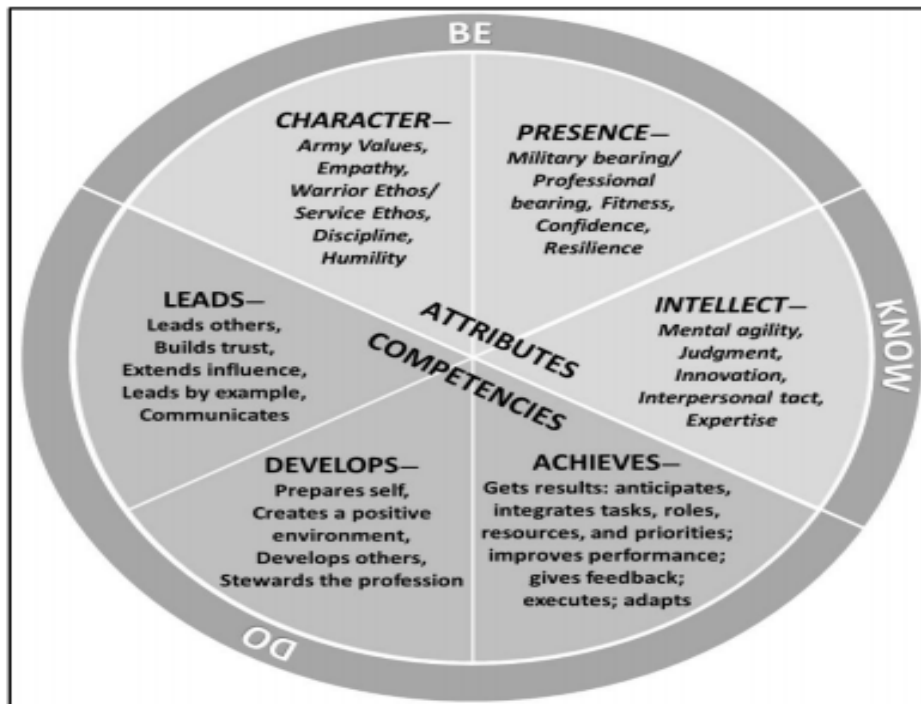 BE
CHARACTER—
Army Values,
Empathy,
Warrior Ethos/
Service Ethos,
Discipline,
Humility
PRESENCE—
Military bearing/
Professional
bearing, Fitness,
Confidence,
Resilience
KNOW
INTELLECT—
Mental agility,
Judgment,
Innovation,
Interpersonal tact,
Expertise
ATTRIBUTES
COMPETENCIES
LEADS—
Leads others,
Builds trust,
Extends influence,
Leads by example,
Communicates
DEVELOPS—
Prepares self,
Creates a positive
environment,
Develops others,
Stewards the profession
ACHIEVES—
Gets results: anticipates,
integrates tasks, roles,
resources, and priorities;
improves performance;
gives feedback;
executes; adapts
DO